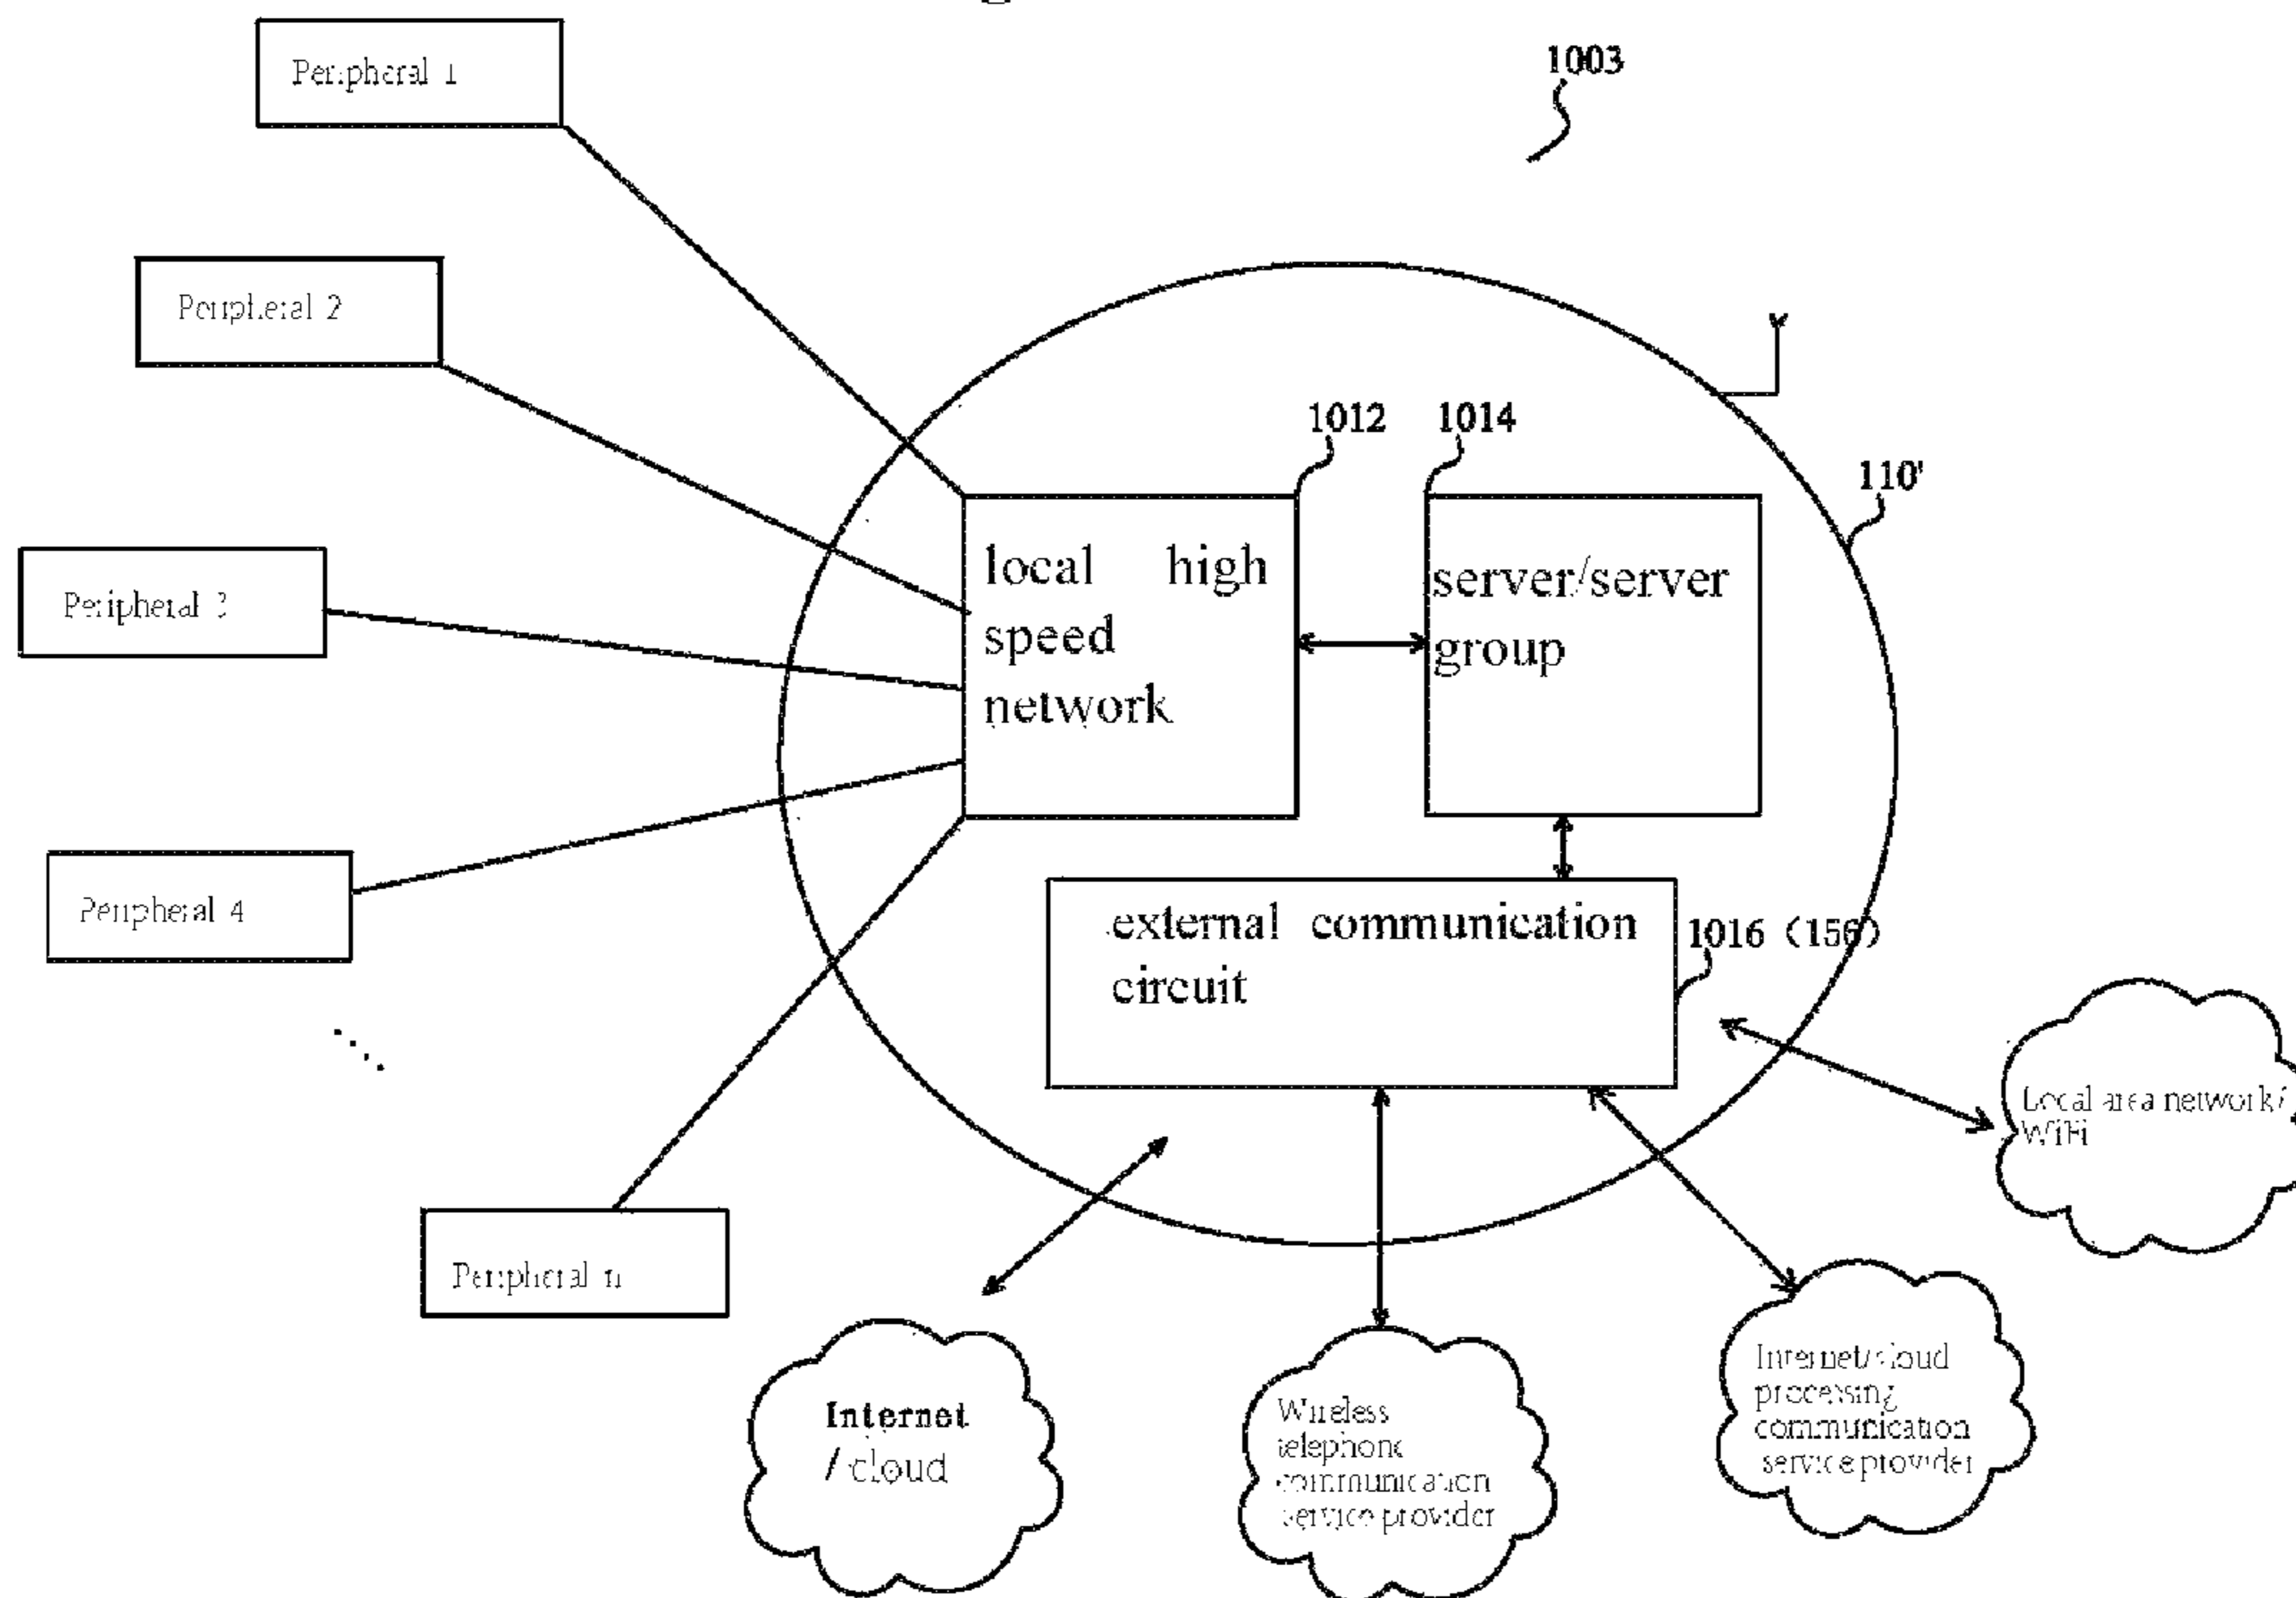 Peripheral 1
1003
Peripheral 2
1012
1014
110'
local high
speed
network
server/server
group
Peripheral 3
Peripheral 4
external communication
circuit
1016 (156)
Local area network/
WiFi
Peripheral n
Internet
/ cloud
Wireless
telephone
communication
service provider
Internet/cloud
processing
communication
service provider